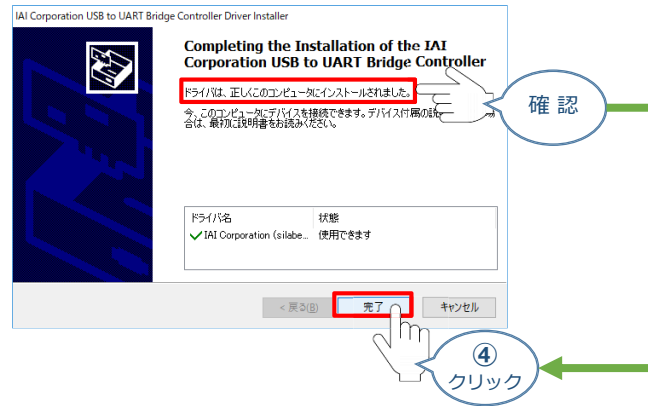 IAI Corporation USB to UART Bridge Controller Driver Installer
Completing the Installation of the IAI
Corporation USB to UART Bridge Controller
ドライバは、正しくこのコンピュータにインストールされました。
確認
今、このコンピュータにデバイスを接続できます。デバイス付属の説
合は、最初に説明書をお読みください。
ドライバ名 状態
IAI Corporation (silabe... 使用できます
< 戻る(B) 完了 キャンセル
④
クリック